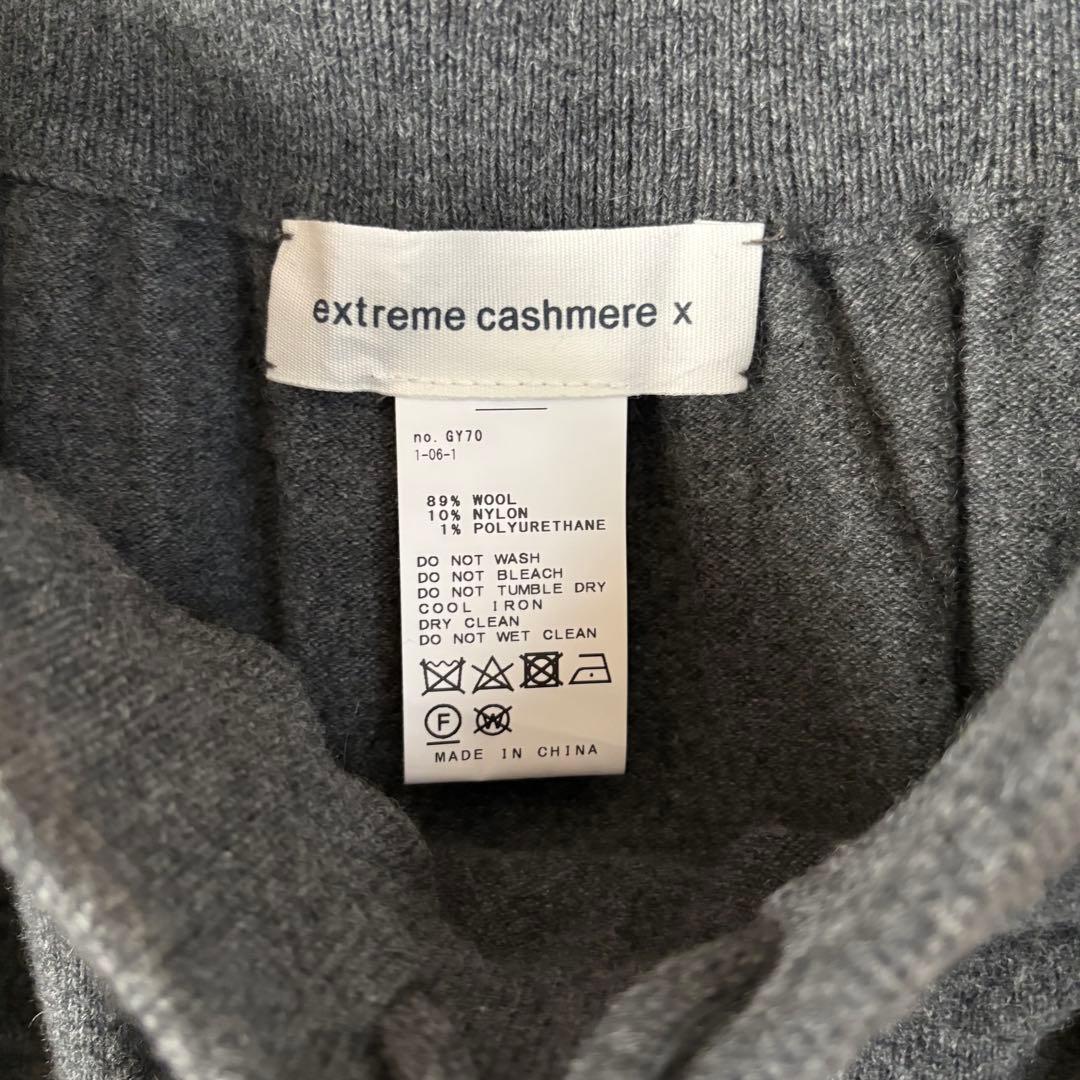 extreme cashmere x
no. GY70
1-06-1
89% WOOL
10% NYLON
1% POLYURETHANE
DO NOT WASH
DO NOT BLEACH
DO NOT TUMBLE DRY
COOL IRON
DRY CLEAN
DO NOT WET CLEAN
F W
MADE IN CHINA